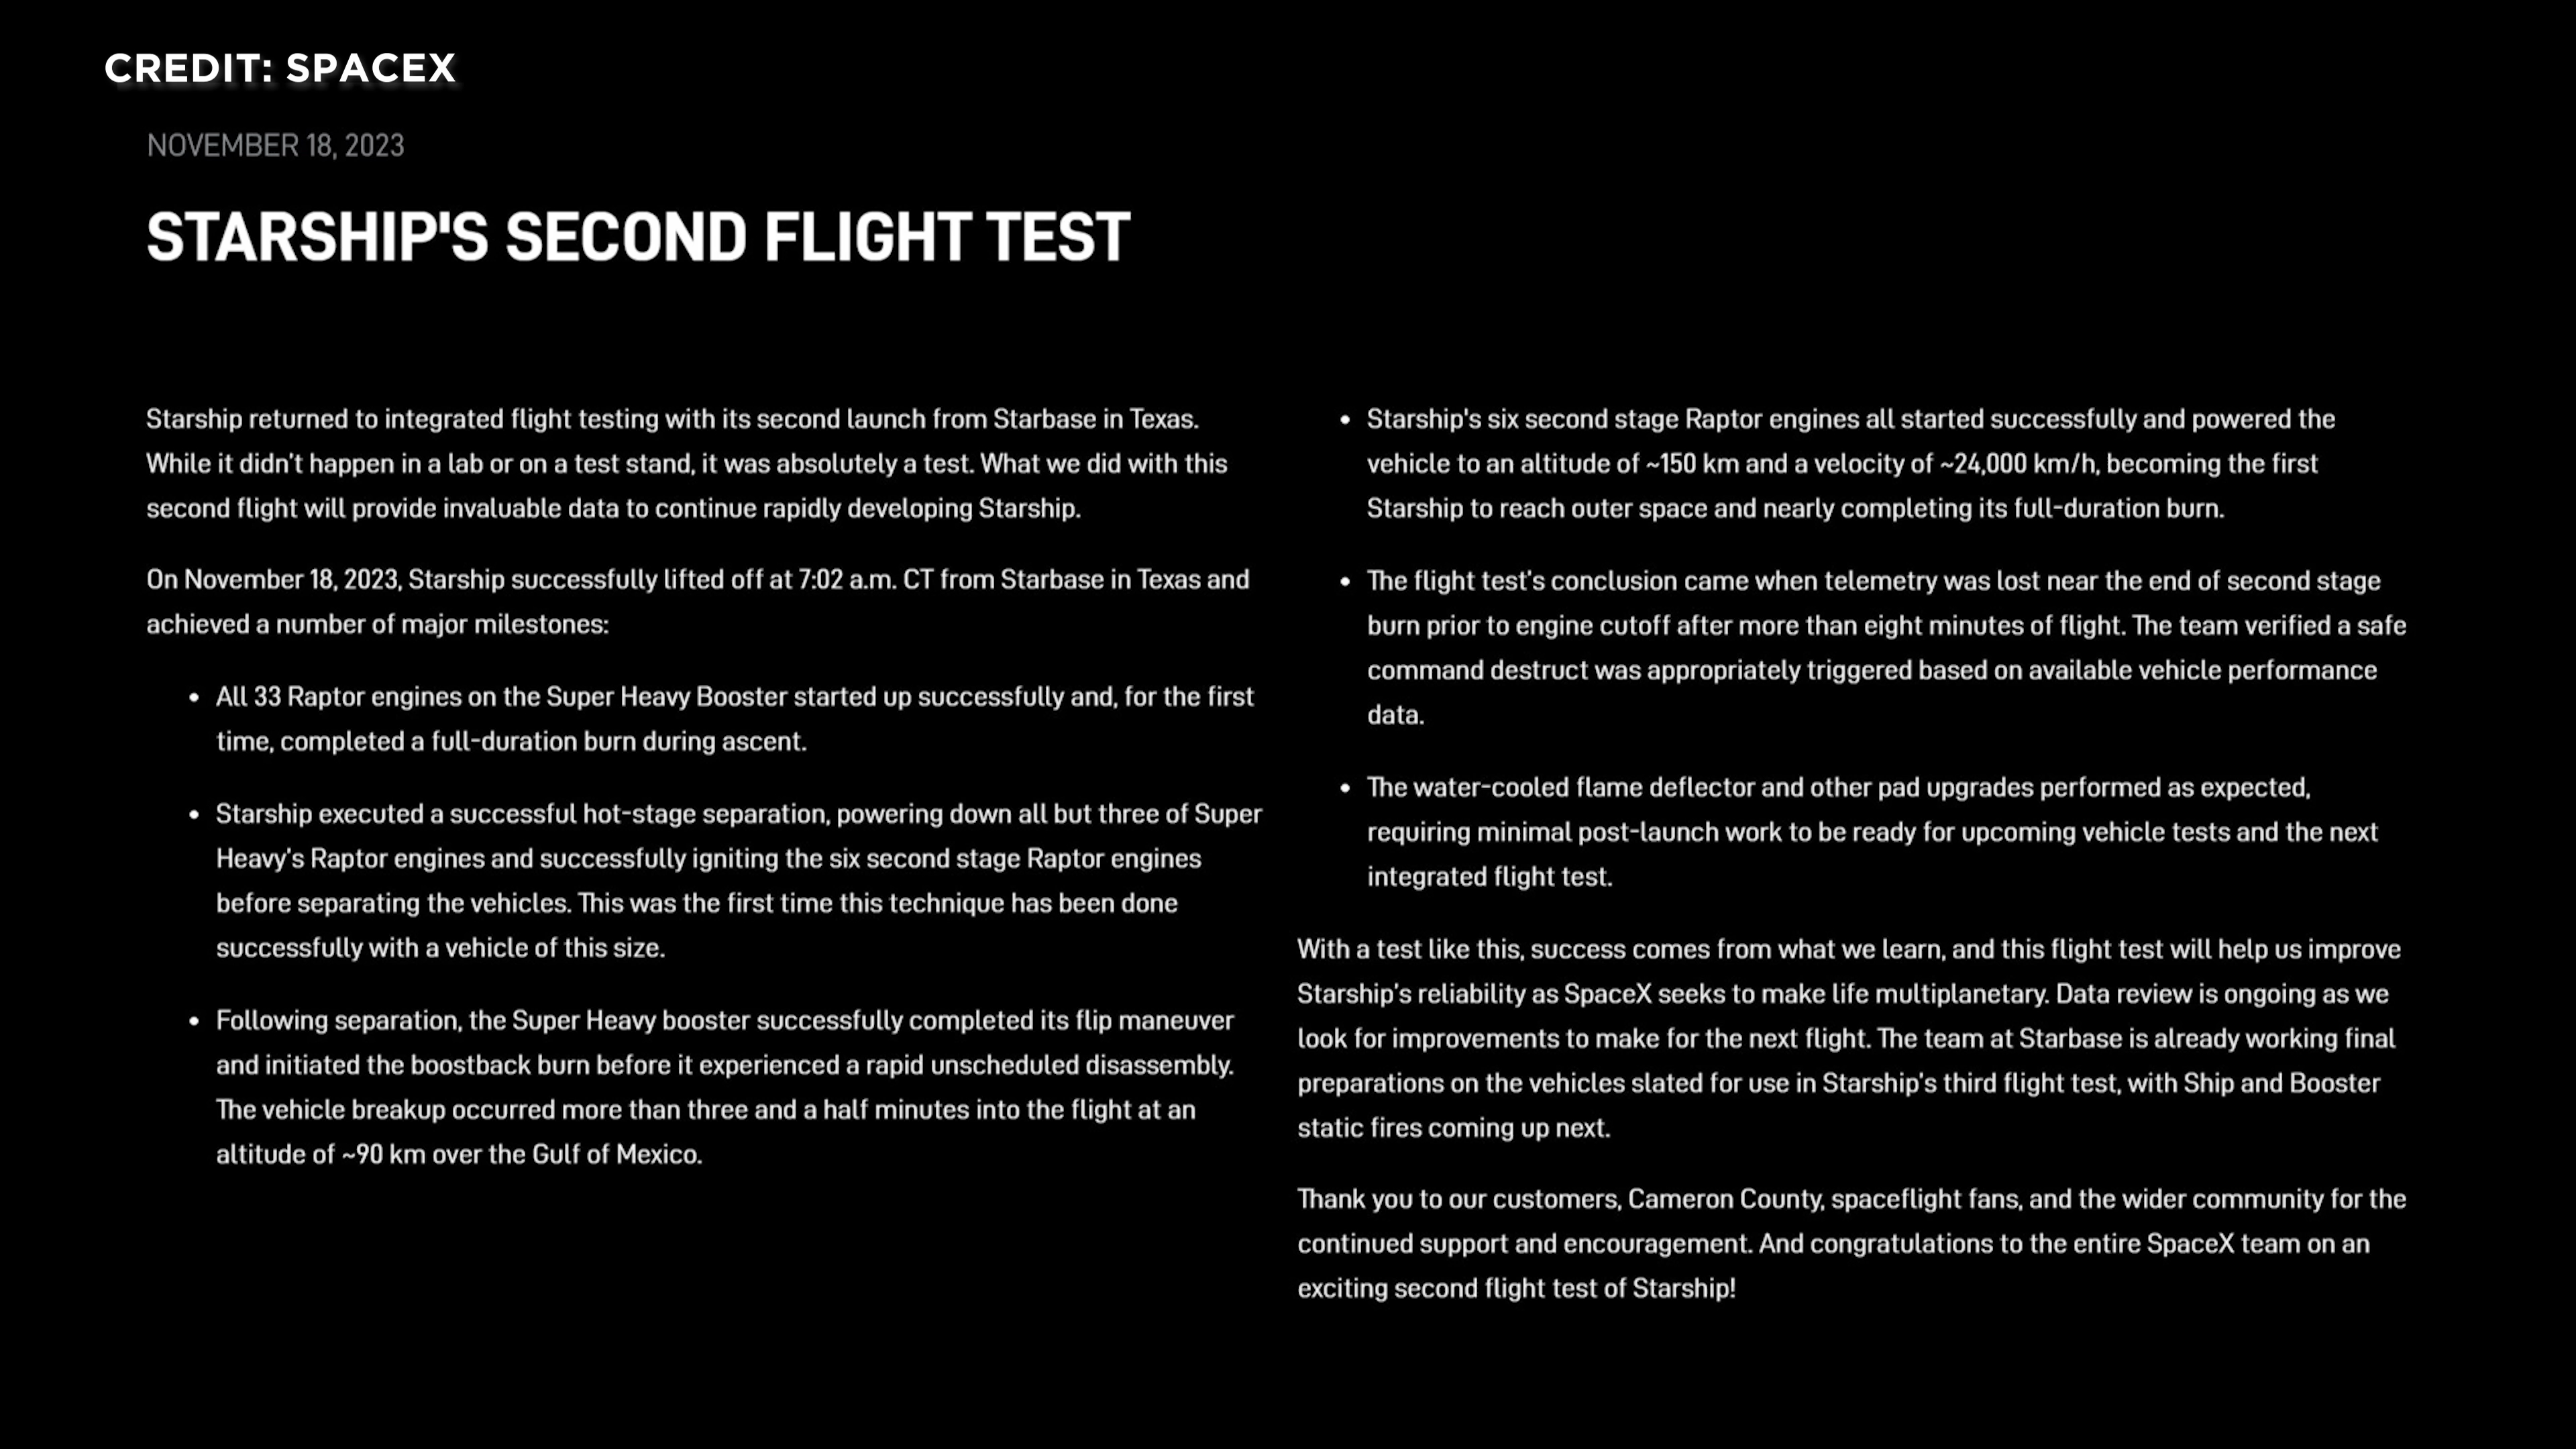 CREDIT: SPACEX
NOVEMBER 18, 2023
STARSHIP'S SECOND FLIGHT TEST
Starship returned to integrated flight testing with its second launch from Starbase in Texas.
While it didn't happen in a lab or on a test stand, it was absolutely a test. What we did with this
second flight will provide invaluable data to continue rapidly developing Starship.
On November 18, 2023, Starship successfully lifted off at 7:02 a.m. CT from Starbase in Texas and
achieved a number of major milestones:
• All 33 Raptor engines on the Super Heavy Booster started up successfully and, for the first
time, completed a full-duration burn during ascent.
• Starship executed a successful hot-stage separation, powering down all but three of Super
Heavy's Raptor engines and successfully igniting the six second stage Raptor engines
before separating the vehicles. This was the first time this technique has been done
successfully with a vehicle of this size.
• Following separation, the Super Heavy booster successfully completed its flip maneuver
and initiated the boostback burn before it experienced a rapid unscheduled disassembly.
The vehicle breakup occurred more than three and a half minutes into the flight at an
altitude of ~90 km over the Gulf of Mexico.
• Starship's six second stage Raptor engines all started successfully and powered the
vehicle to an altitude of ~150 km and a velocity of ~24,000 km/h, becoming the first
Starship to reach outer space and nearly completing its full-duration burn.
• The flight test's conclusion came when telemetry was lost near the end of second stage
burn prior to engine cutoff after more than eight minutes of flight. The team verified a safe
command destruct was appropriately triggered based on available vehicle performance
data.
• The water-cooled flame deflector and other pad upgrades performed as expected,
requiring minimal post-launch work to be ready for upcoming vehicle tests and the next
integrated flight test.
With a test like this, success comes from what we learn, and this flight test will help us improve
Starship's reliability as SpaceX seeks to make life multiplanetary. Data review is ongoing as we
look for improvements to make for the next flight. The team at Starbase is already working final
preparations on the vehicles slated for use in Starship's third flight test, with Ship and Booster
static fires coming up next.
Thank you to our customers, Cameron County, spaceflight fans, and the wider community for the
continued support and encouragement. And congratulations to the entire SpaceX team on an
exciting second flight test of Starship!